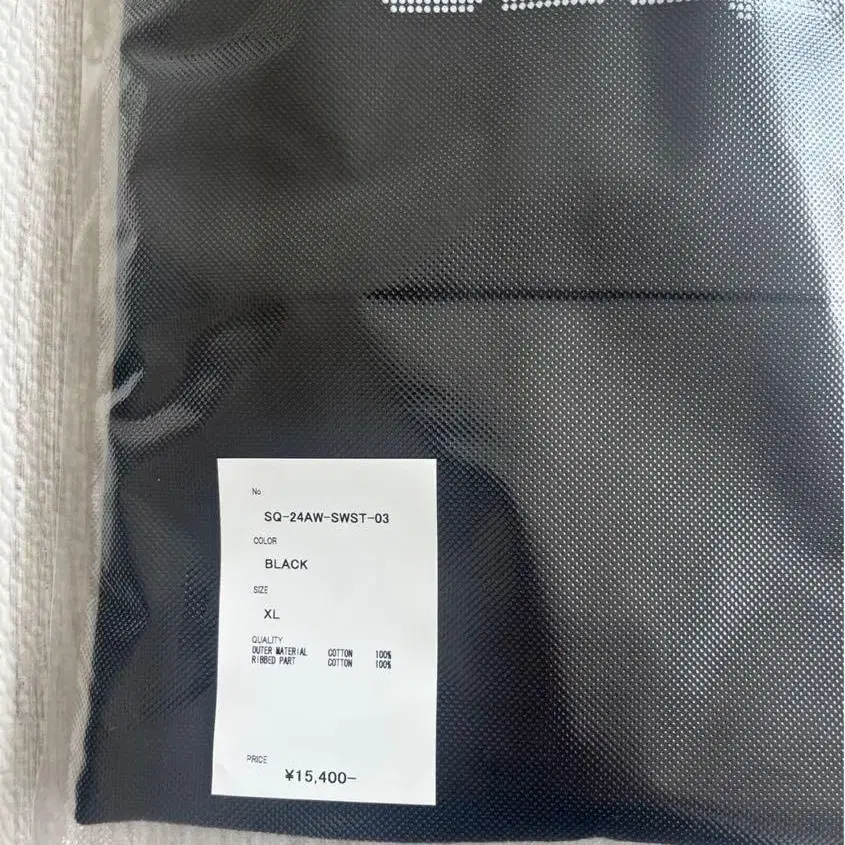 No
SQ-24AW-SWST-03
COLOR
BLACK
SIZE
XL
QUALITY
OUTER MATERIAL COTTON 100%
RIBBED PART COTTON 100%
PRICE
¥15,400-